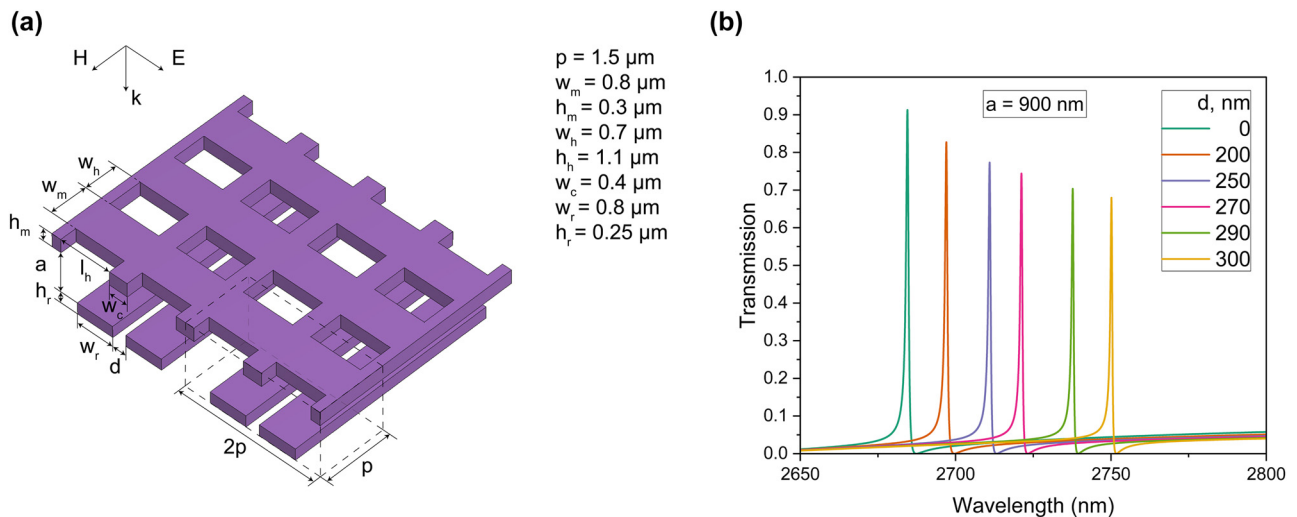 (a)
H
E
k
p = 1.5 µm
w_m = 0.8 µm
h_m = 0.3 µm
w_h = 0.7 µm
h_h = 1.1 µm
w_c = 0.4 µm
w_r = 0.8 µm
h_r = 0.25 µm
w_h
w_m
h_m
a
l_h
h_r
w_c
w_r
d
2p
p
(b)
1.0
0.9
0.8
0.7
0.6
0.5
0.4
0.3
0.2
0.1
0.0
Transmission
a = 900 nm
d, nm
0
200
250
270
290
300
2650
2700
2750
2800
Wavelength (nm)